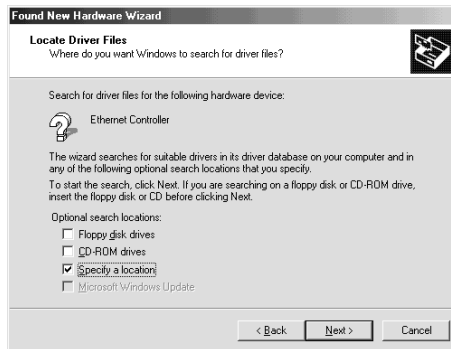 Found New Hardware Wizard
Locate Driver Files
Where do you want Windows to search for driver files?
Search for driver files for the following hardware device:
Ethernet Controller
The wizard searches for suitable drivers in its driver database on your computer and in
any of the following optional search locations that you specify.
To start the search, click Next. If you are searching on a floppy disk or CD-ROM drive,
insert the floppy disk or CD before clicking Next.
Optional search locations:
Floppy disk drives
CD-ROM drives
Specify a location
Microsoft Windows Update
< Back Next > Cancel